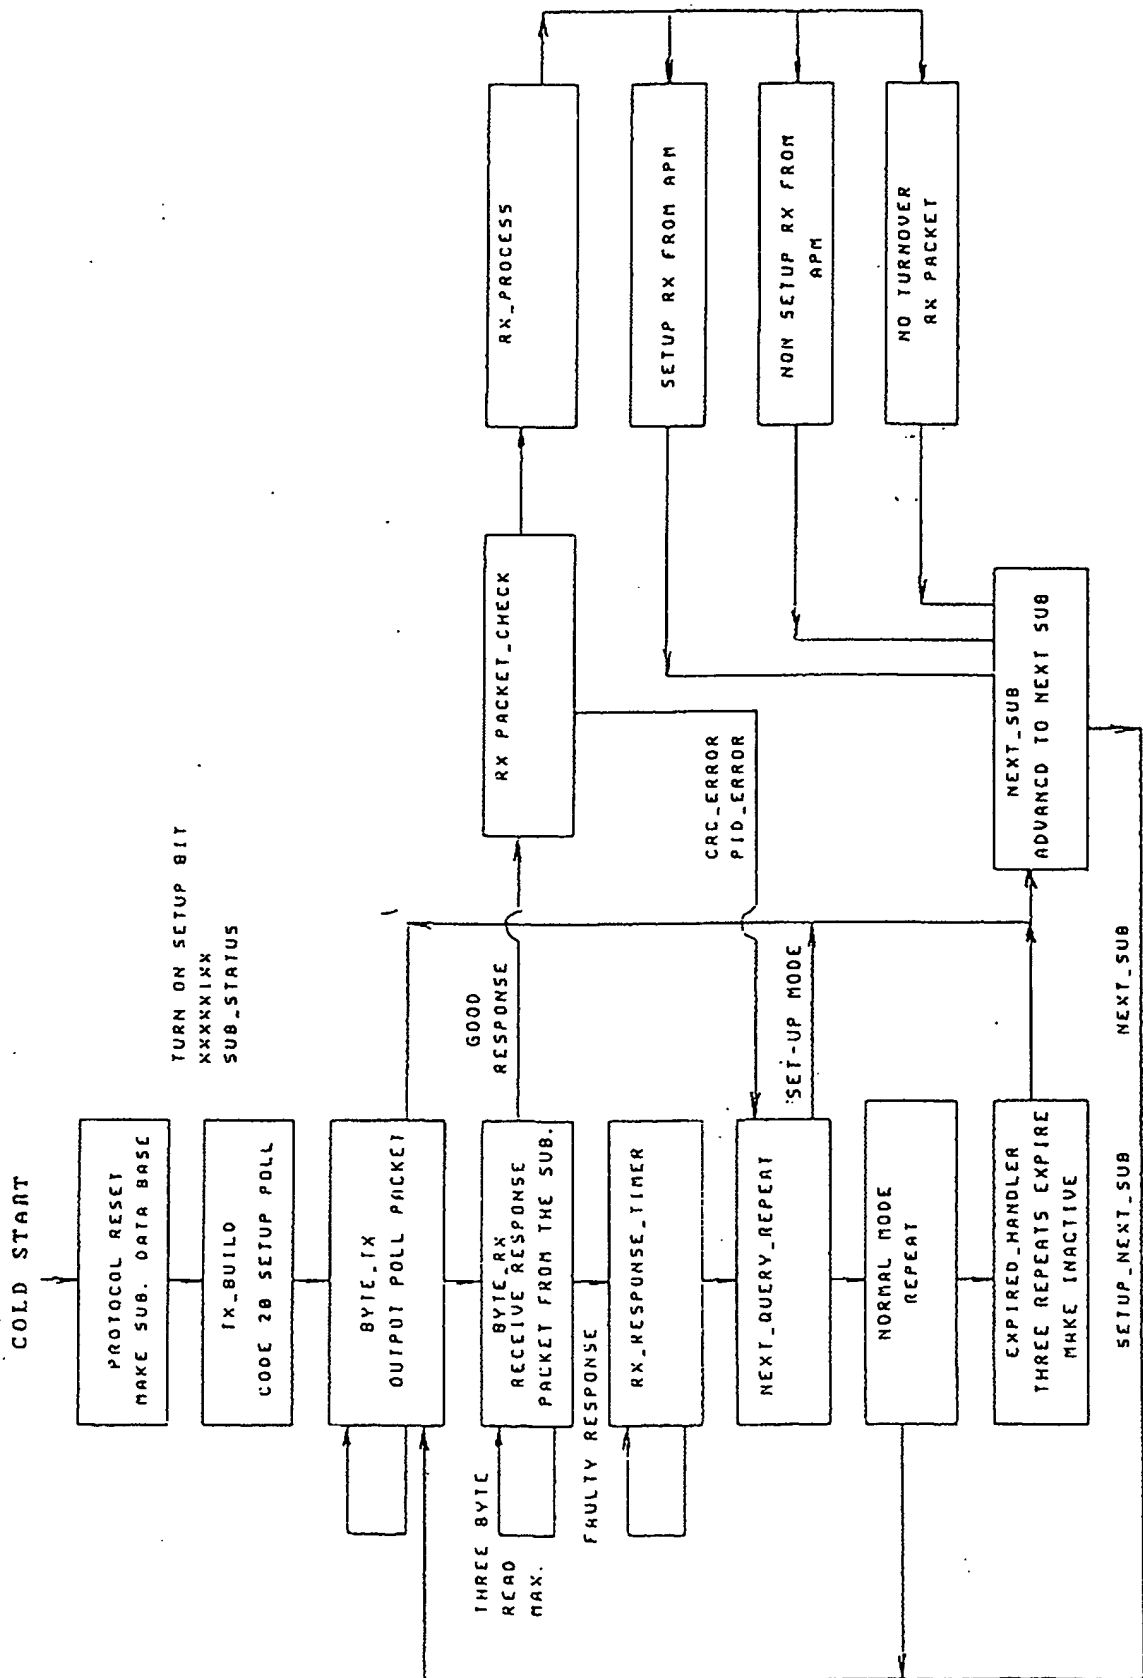 COLD START
PROTOCOL RESET
MAKE SUB. DATA BASE
TURN ON SETUP BIT
XXXXX1XX
SUB_STATUS
TX_BUILD
CODE 28 SETUP POLL
BYTE_TX
OUTPUT POLL PACKET
THREE BYTE
READ
MAX.
BYTE_RX
RECEIVE RESPONSE
PACKET FROM THE SUB.
GOOD
RESPONSE
RX PACKET_CHECK
RX_PROCESS
FAULTY RESPONSE
RX_RESPONSE_TIMER
SETUP RX FROM APM
CRC_ERROR
PID_ERROR
NEXT_QUERY_REPEAT
SET-UP MODE
NON SETUP RX FROM
APM
NORMAL MODE
REPEAT
NO TURNOVER
RX PACKET
EXPIRED_HANDLER
THREE REPEATS EXPIRE
MAKE INACTIVE
NEXT_SUB
ADVANCD TO NEXT SUB
SETUP_NEXT_SUB
NEXT_SUB